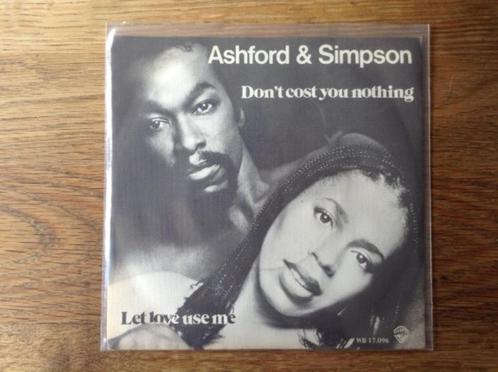 Ashford & Simpson
Don't cost you nothing
Let love use me
WB 17.096